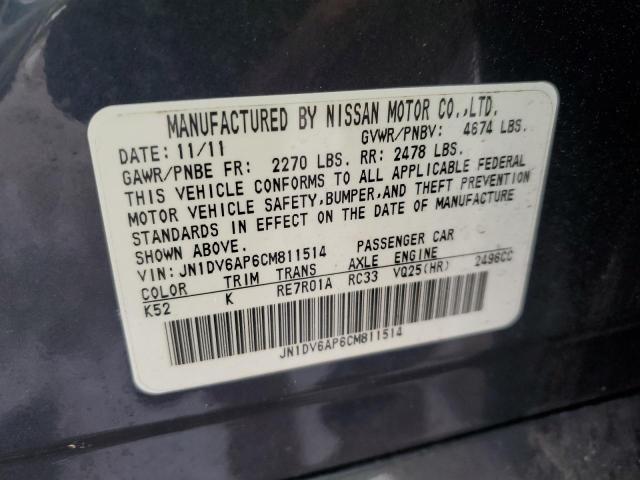 MANUFACTURED BY NISSAN MOTOR CO.,LTD.
DATE: 11/11 GVWR/PNBV: 4674 LBS.
GAWR/PNBE FR: 2270 LBS. RR: 2478 LBS.
THIS VEHICLE CONFORMS TO ALL APPLICABLE FEDERAL
MOTOR VEHICLE SAFETY,BUMPER,AND THEFT PREVENTION
STANDARDS IN EFFECT ON THE DATE OF MANUFACTURE
SHOWN ABOVE.
VIN: JN1DV6AP6CM811514 PASSENGER CAR
COLOR TRIM TRANS AXLE ENGINE
K52 K RE7R01A RC33 VQ25(HR) 2496CC
JN1DV6AP6CM811514